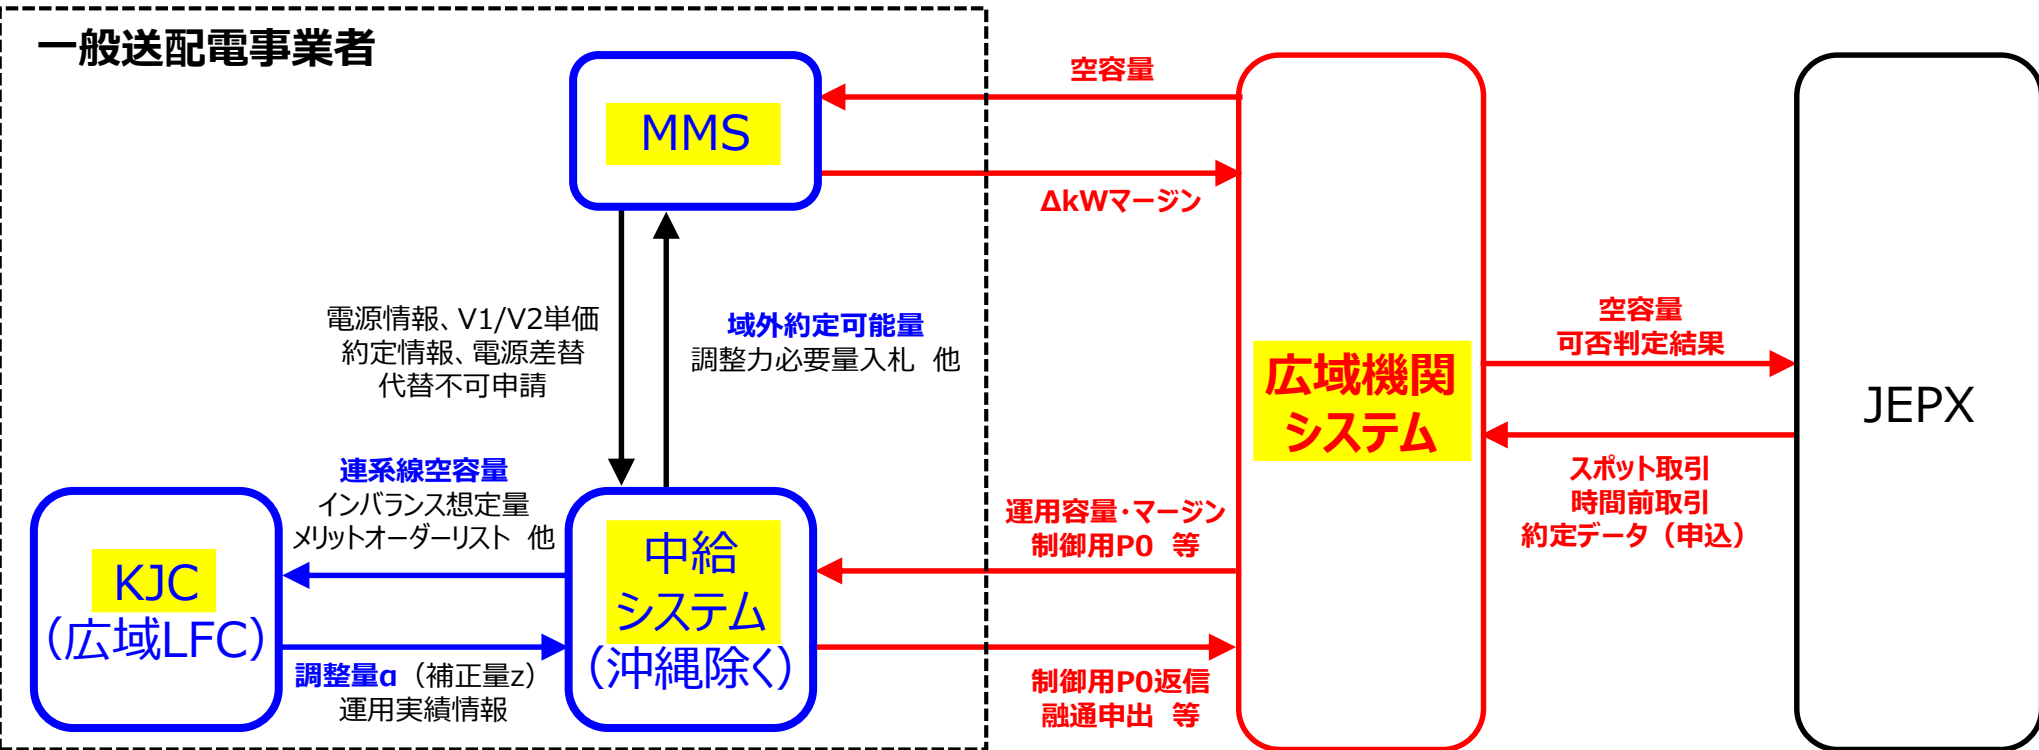 一般送配電事業者
MMS
空容量
ΔkWマージン
電源情報、V1/V2単価
約定情報、電源差替
代替不可申請
域外約定可能量
調整力必要量入札 他
連系線空容量
インバランス想定量
メリットオーダーリスト 他
KJC
(広域LFC)
調整量α（補正量z）
運用実績情報
中給
システム
(沖縄除く)
運用容量・マージン
制御用P0 等
制御用P0返信
融通申出 等
広域機関
システム
空容量
可否判定結果
スポット取引
時間前取引
約定データ（申込）
JEPX